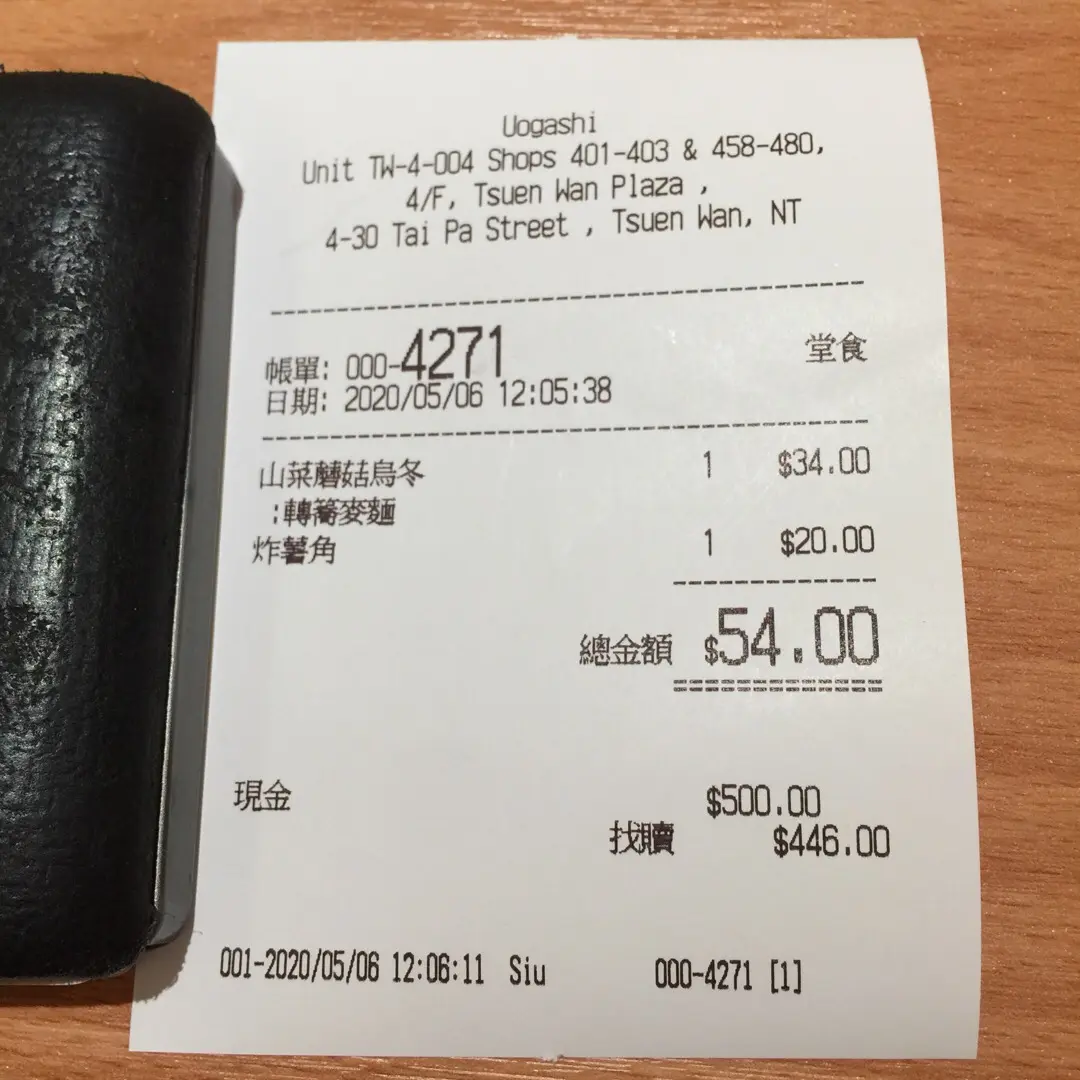 Uogashi
Unit TW-4-004 Shops 401-403 & 458-480,
4/F, Tsuen Wan Plaza ,
4-30 Tai Pa Street , Tsuen Wan, NT
帳單: 000-4271 堂食
日期: 2020/05/06 12:05:38
山菜蘑菇烏冬 1 $34.00
:轉蕎麥麵
炸薯角 1 $20.00
總金額 $54.00
現金 $500.00
找贖 $446.00
001-2020/05/06 12:06:11 Siu 000-4271 [1]